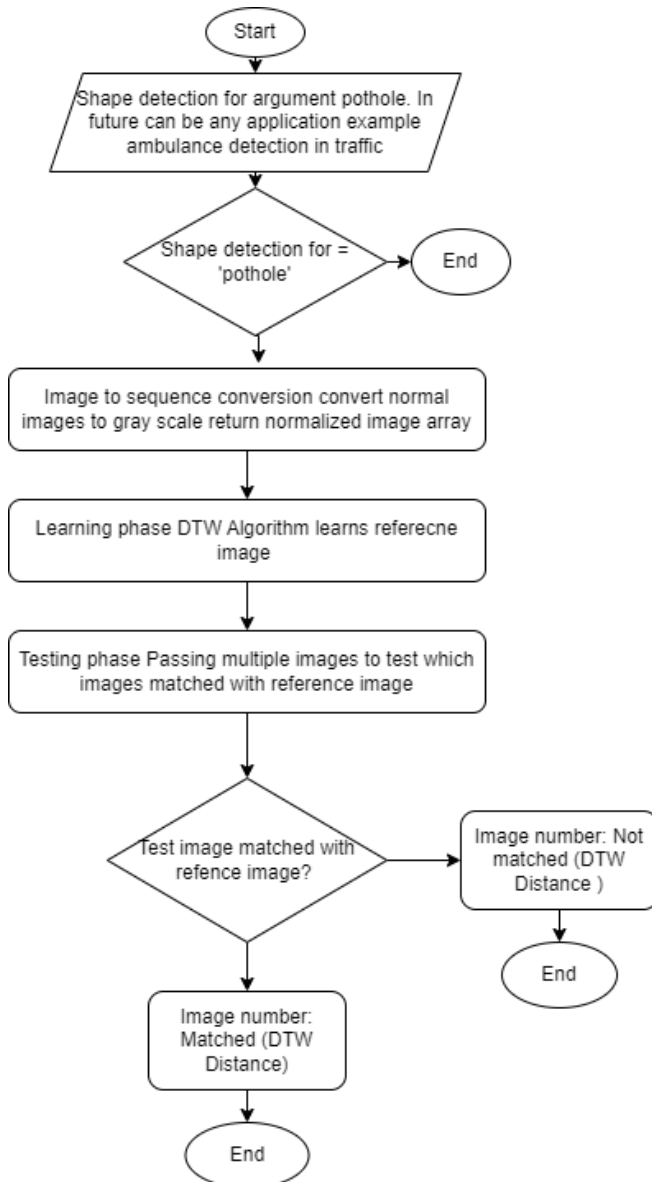 Start
Shape detection for argument pothole. In
future can be any application example
ambulance detection in traffic
Shape detection for =
'pothole'
End
Image to sequence conversion convert normal
images to gray scale return normalized image array
Learning phase DTW Algorithm learns referecne
image
Testing phase Passing multiple images to test which
images matched with reference image
Test image matched with
refence image?
Image number: Not
matched (DTW
Distance )
End
Image number:
Matched (DTW
Distance)
End